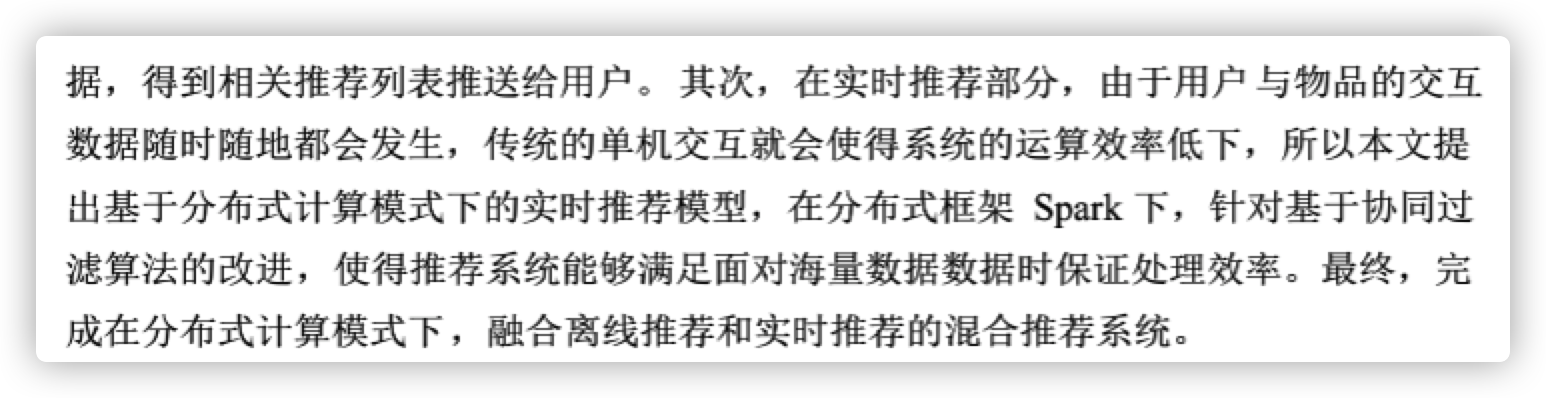 据，得到相关推荐列表推送给用户。其次，在实时推荐部分，由于用户与物品的交互
数据随时随地都会发生，传统的单机交互就会使得系统的运算效率低下，所以本文提
出基于分布式计算模式下的实时推荐模型，在分布式框架 Spark 下，针对基于协同过
滤算法的改进，使得推荐系统能够满足面对海量数据数据时保证处理效率。最终，完
成在分布式计算模式下，融合离线推荐和实时推荐的混合推荐系统。